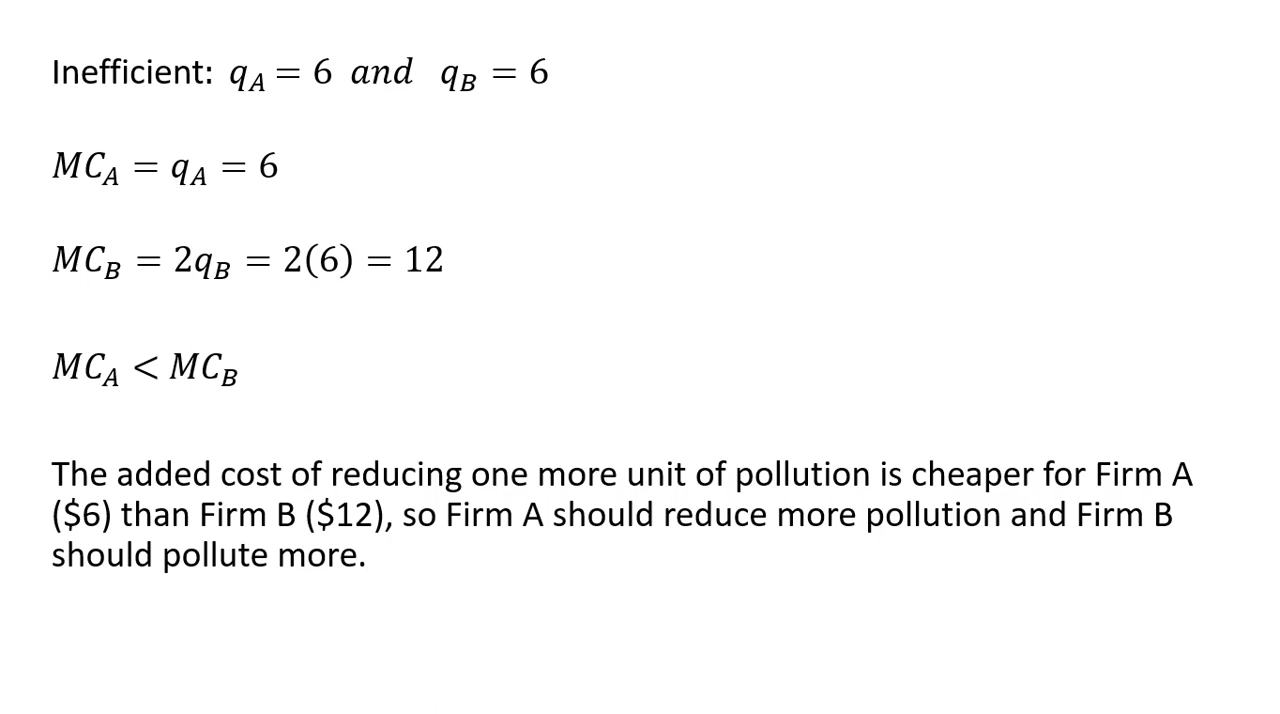 Inefficient: q_A = 6 and q_B = 6
MC_A = q_A = 6
MC_B = 2q_B = 2(6) = 12
MC_A < MC_B
The added cost of reducing one more unit of pollution is cheaper for Firm A
($6) than Firm B ($12), so Firm A should reduce more pollution and Firm B
should pollute more.